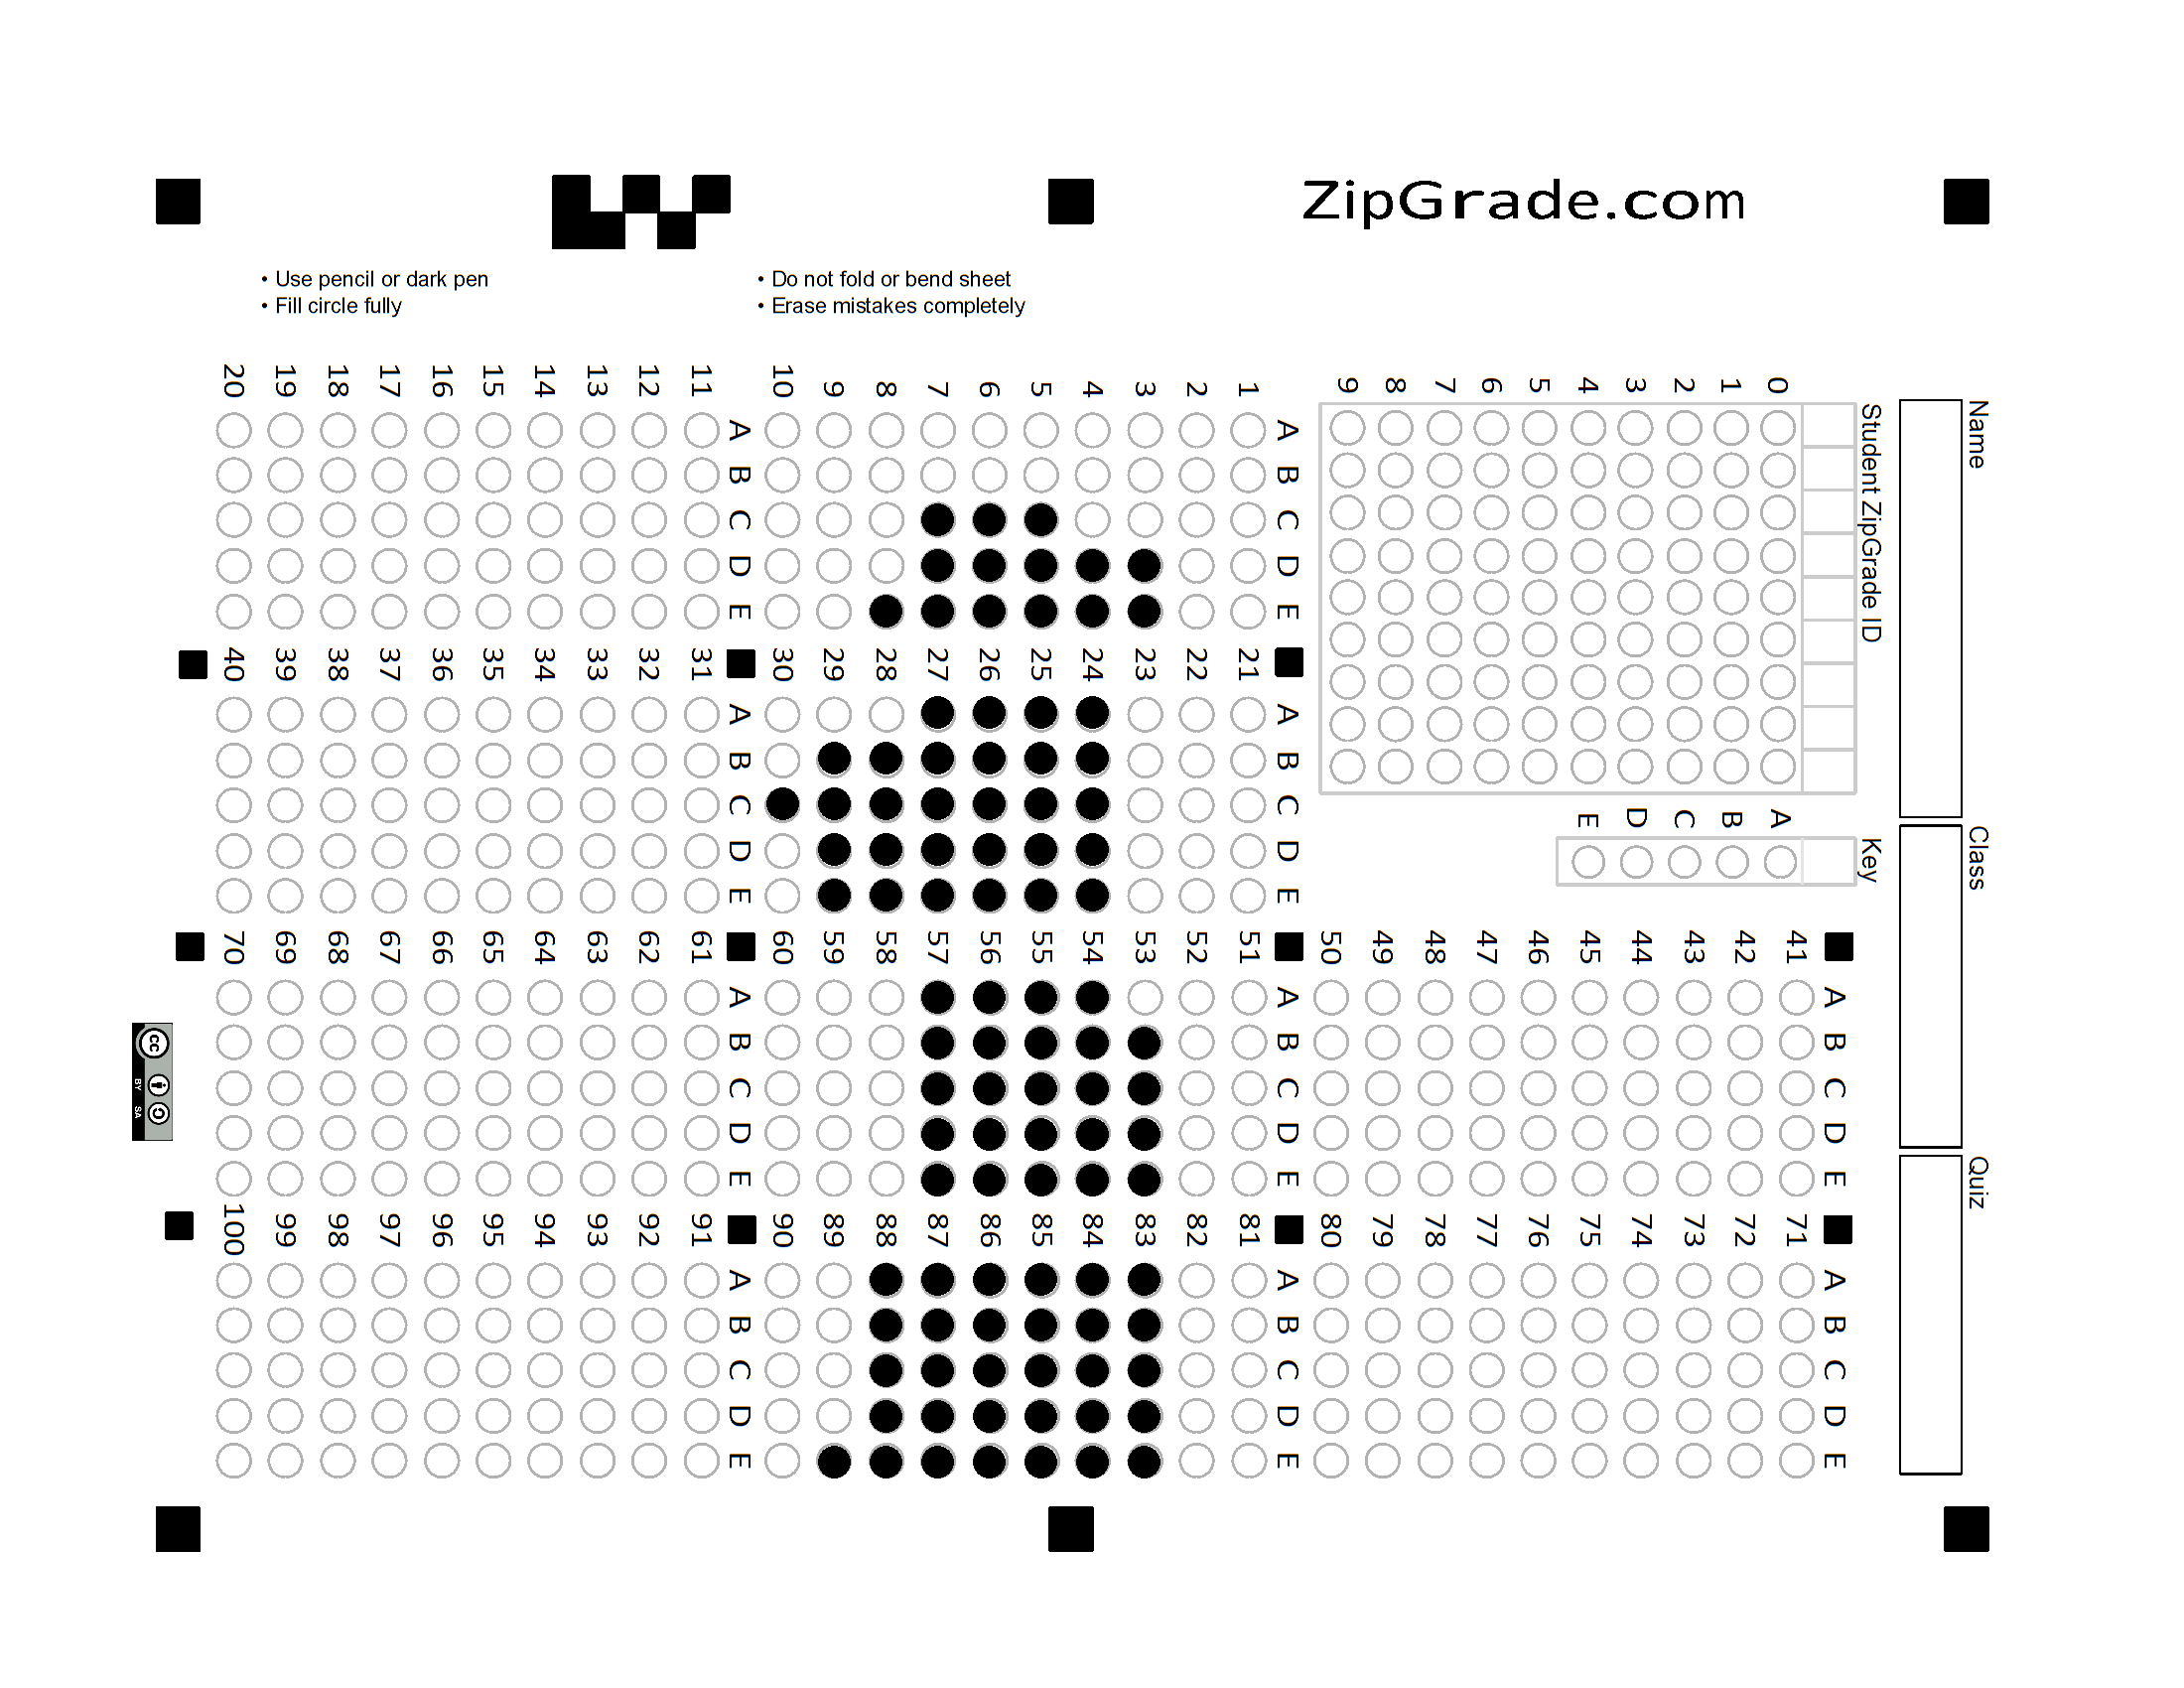 ZipGrade.com
• Use pencil or dark pen
• Fill circle fully
• Do not fold or bend sheet
• Erase mistakes completely
Name Class Quiz
Student ZipGrade ID Key
0 A
1 B
2 C
3 D
4 E
5
6
7
8
9
A B C D E A B C D E
41 71
42 72
43 73
44 74
45 75
46 76
47 77
48 78
49 79
50 80
A B C D E A B C D E A B C D E A B C D E
1 21 51 81
2 22 52 82
3 23 53 83
4 24 54 84
5 25 55 85
6 26 56 86
7 27 57 87
8 28 58 88
9 29 59 89
10 30 60 90
A B C D E A B C D E A B C D E A B C D E
11 31 61 91
12 32 62 92
13 33 63 93
14 34 64 94
15 35 65 95
16 36 66 96
17 37 67 97
18 38 68 98
19 39 69 99
20 40 70 100
cc
BY SA